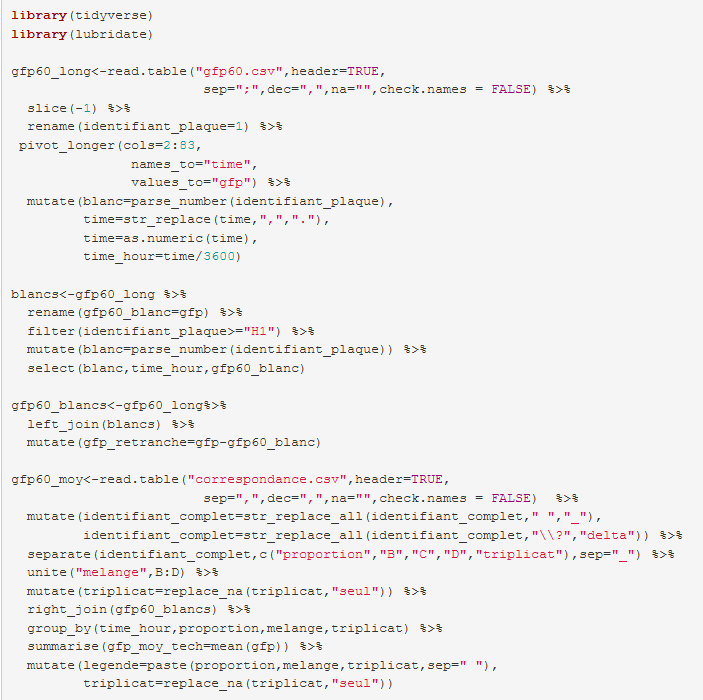 library(tidyverse)
library(lubridate)

gfp60_long<-read.table("gfp60.csv",header=TRUE,
                         sep=";",dec=",",na="",check.names = FALSE) %>%
  slice(-1) %>%
  rename(identifiant_plaque=1) %>%
 pivot_longer(cols=2:83,
               names_to="time",
               values_to="gfp") %>%
  mutate(blanc=parse_number(identifiant_plaque),
         time=str_replace(time,",","."),
         time=as.numeric(time),
         time_hour=time/3600)

blancs<-gfp60_long %>%
  rename(gfp60_blanc=gfp) %>%
  filter(identifiant_plaque>="H1") %>%
  mutate(blanc=parse_number(identifiant_plaque)) %>%
  select(blanc,time_hour,gfp60_blanc)

gfp60_blancs<-gfp60_long%>%
  left_join(blancs) %>%
  mutate(gfp_retranche=gfp-gfp60_blanc)

gfp60_moy<-read.table("correspondance.csv",header=TRUE,
                         sep=",",dec=",",na="",check.names = FALSE)  %>%
  mutate(identifiant_complet=str_replace_all(identifiant_complet," ","_"),
         identifiant_complet=str_replace_all(identifiant_complet,"\\?","delta")) %>%
  separate(identifiant_complet,c("proportion","B","C","D","triplicat"),sep="_") %>%
  unite("melange",B:D) %>%
  mutate(triplicat=replace_na(triplicat,"seul")) %>%
  right_join(gfp60_blancs) %>%
  group_by(time_hour,proportion,melange,triplicat) %>%
  summarise(gfp_moy_tech=mean(gfp)) %>%
  mutate(legende=paste(proportion,melange,triplicat,sep=" "),
         triplicat=replace_na(triplicat,"seul"))